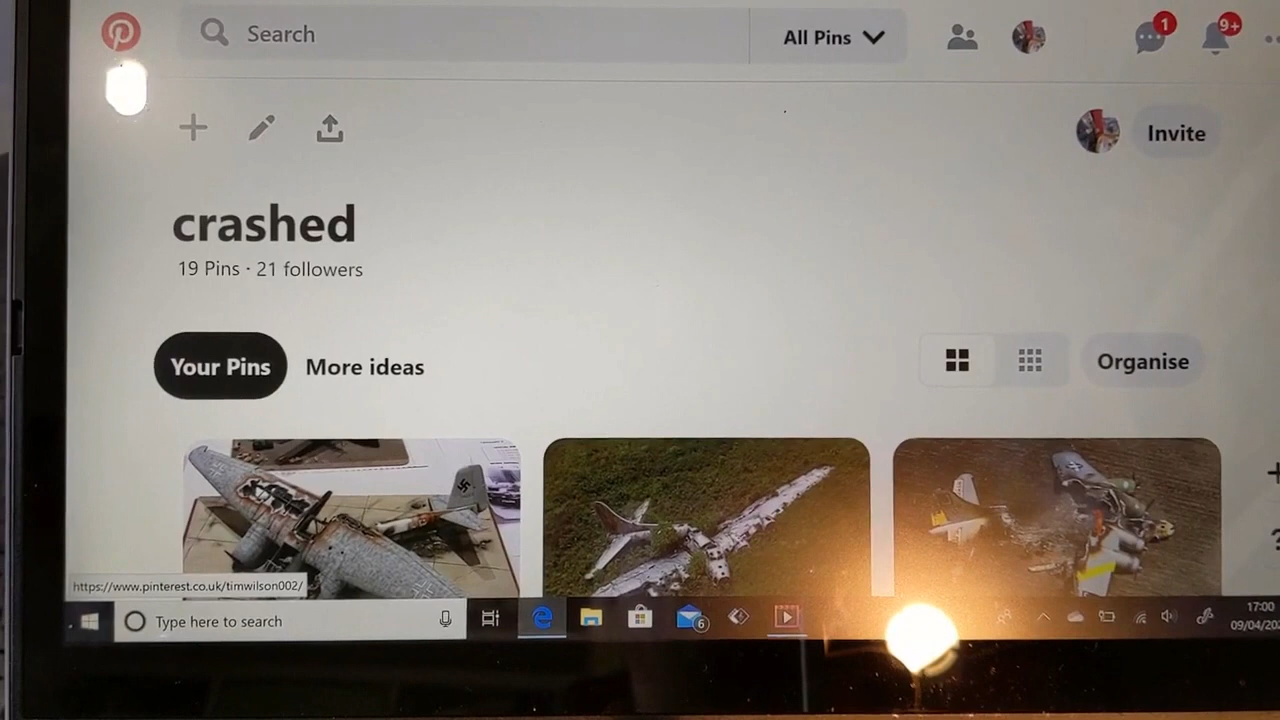 Search
All Pins
1
9+
Invite
crashed
19 Pins · 21 followers
Your Pins
More ideas
Organise
https://www.pinterest.co.uk/timwilson002/
Type here to search
6
17:00